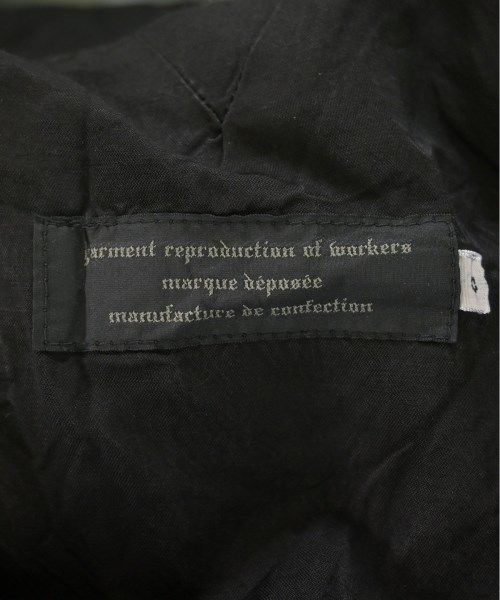 garment reproduction of workers
marque déposée
manufacture de confection